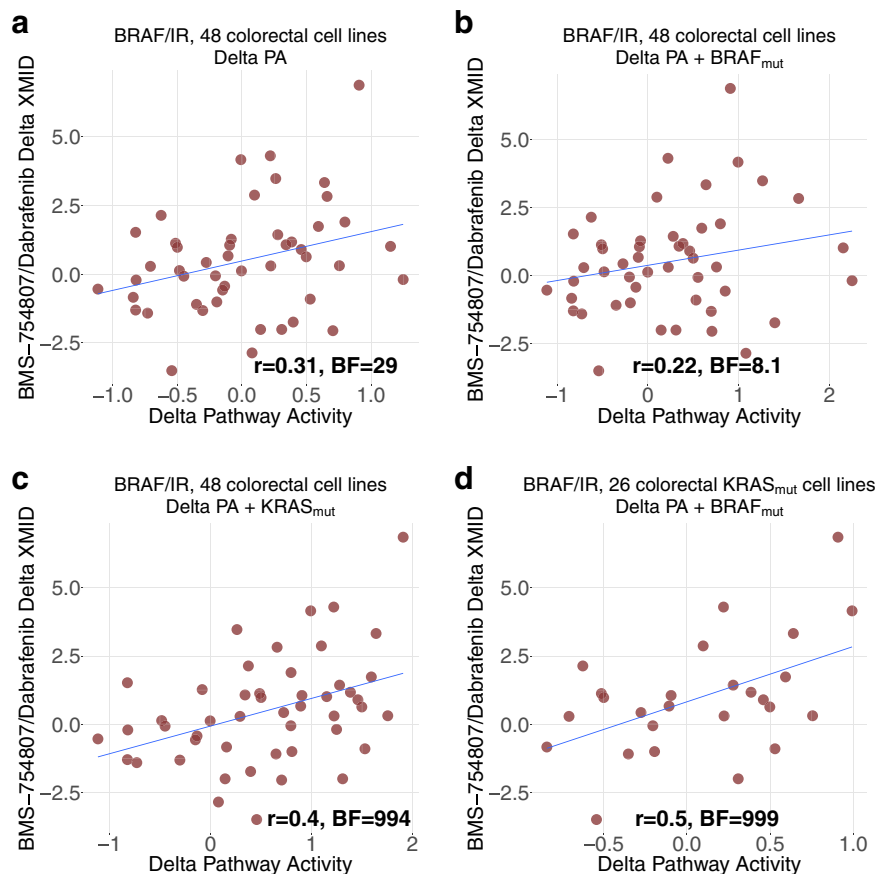 a
BRAF/IR, 48 colorectal cell lines
Delta PA
BMS−754807/Dabrafenib Delta XMID
5.0
2.5
0.0
−2.5
r=0.31, BF=29
−1.0 −0.5 0.0 0.5 1.0
Delta Pathway Activity
b
BRAF/IR, 48 colorectal cell lines
Delta PA + BRAFmut
BMS−754807/Dabrafenib Delta XMID
5.0
2.5
0.0
−2.5
r=0.22, BF=8.1
−1 0 1 2
Delta Pathway Activity
c
BRAF/IR, 48 colorectal cell lines
Delta PA + KRASmut
BMS−754807/Dabrafenib Delta XMID
5.0
2.5
0.0
−2.5
r=0.4, BF=994
−1 0 1 2
Delta Pathway Activity
d
BRAF/IR, 26 colorectal KRASmut cell lines
Delta PA + BRAFmut
BMS−754807/Dabrafenib Delta XMID
5.0
2.5
0.0
−2.5
r=0.5, BF=999
−0.5 0.0 0.5 1.0
Delta Pathway Activity